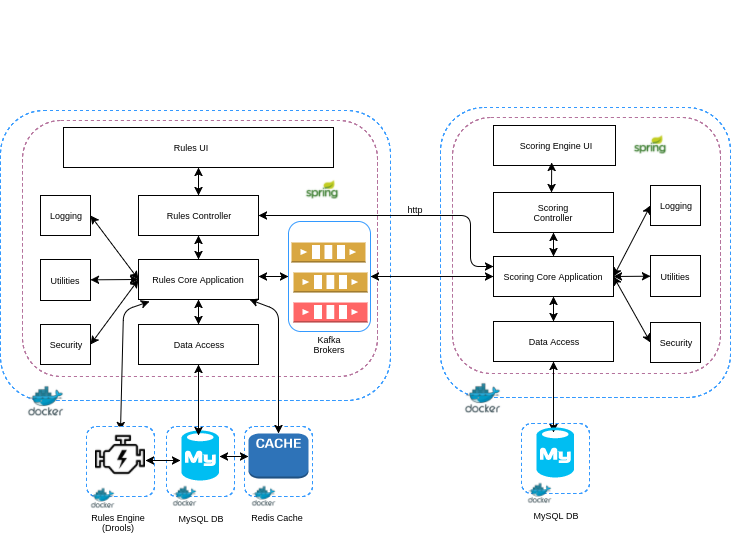 Rules UI
spring
Logging
Rules Controller
http
Utilities
Rules Core Application
Security
Data Access
Kafka
Brokers
docker
My
CACHE
docker
docker
docker
Rules Engine
(Drools)
MySQL DB
Redis Cache
Scoring Engine UI
spring
Scoring
Controller
Logging
Scoring Core Application
Utilities
Data Access
Security
docker
My
docker
MySQL DB